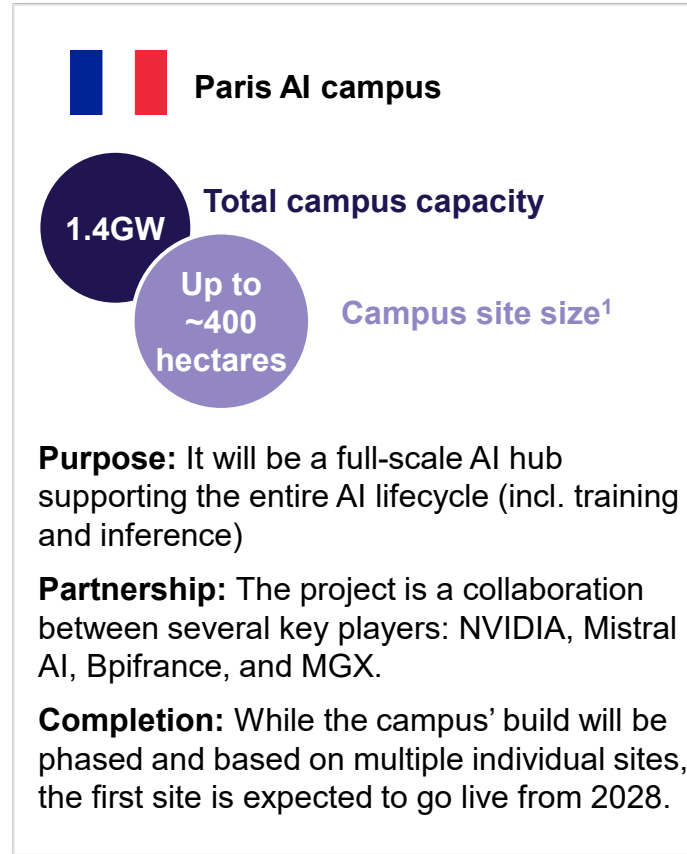 Paris AI campus
1.4GW
Total campus capacity
Up to
~400
hectares
Campus site size¹
Purpose: It will be a full-scale AI hub
supporting the entire AI lifecycle (incl. training
and inference)
Partnership: The project is a collaboration
between several key players: NVIDIA, Mistral
AI, Bpifrance, and MGX.
Completion: While the campus’ build will be
phased and based on multiple individual sites,
the first site is expected to go live from 2028.